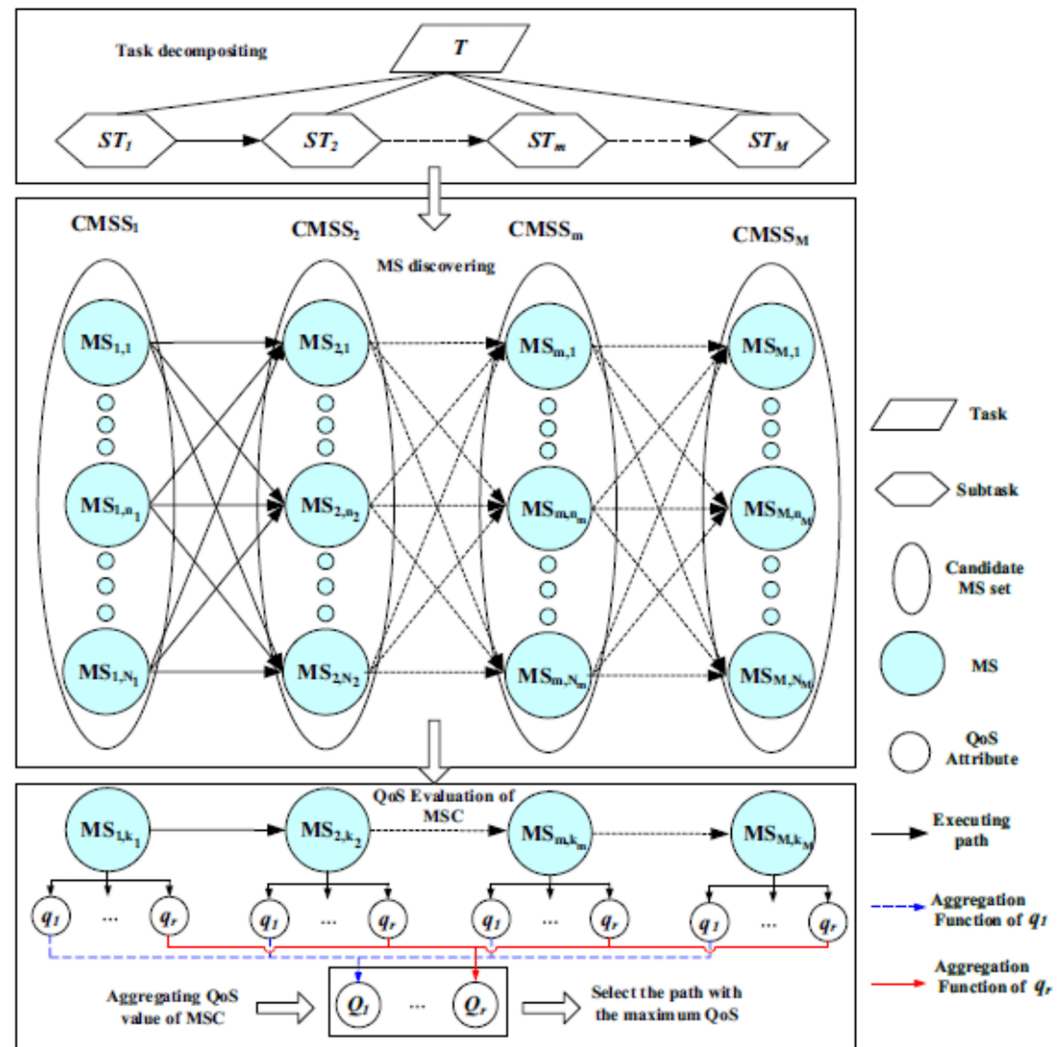 Task decompositing
T
ST1
ST2
STm
STM
CMSS1
CMSS2
CMSSm
CMSSM
MS discovering
MS1,1
MS2,1
MSm,1
MSM,1
MS1,n1
MS2,n2
MSm,nm
MSM,nM
MS1,N1
MS2,N2
MSm,Nm
MSM,NM
Task
Subtask
Candidate
MS set
MS
QoS
Attribute
QoS Evaluation of
MSC
MS1,k1
MS2,k2
MSm,km
MSM,kM
q1 ... qr
q1 ... qr
q1 ... qr
q1 ... qr
Aggregating QoS
value of MSC
Q1 ... Qr
Select the path with
the maximum QoS
Executing
path
Aggregation
Function of q1
Aggregation
Function of qr